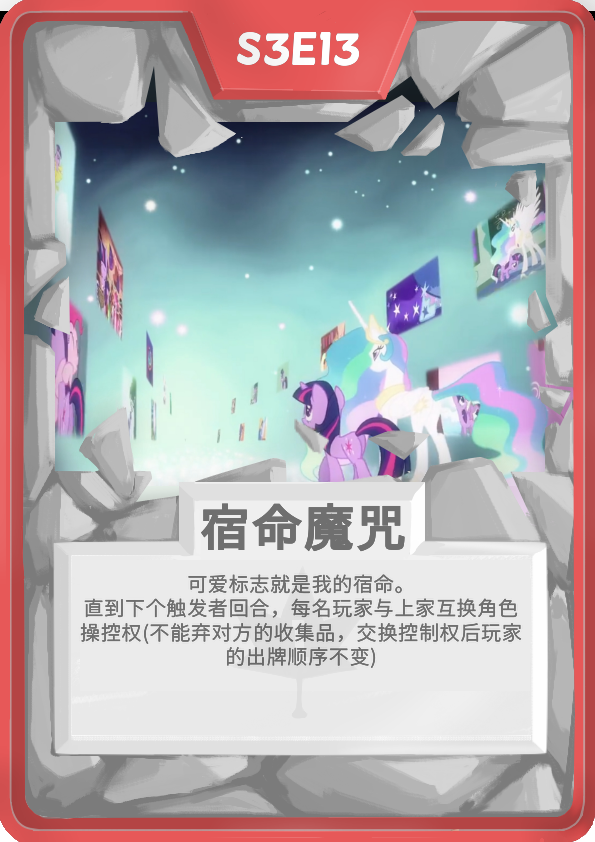 S3E13
宿命魔咒
可爱标志就是我的宿命。
直到下个触发者回合，每名玩家与上家互换角色
操控权(不能弃对方的收集品，交换控制权后玩家
的出牌顺序不变)